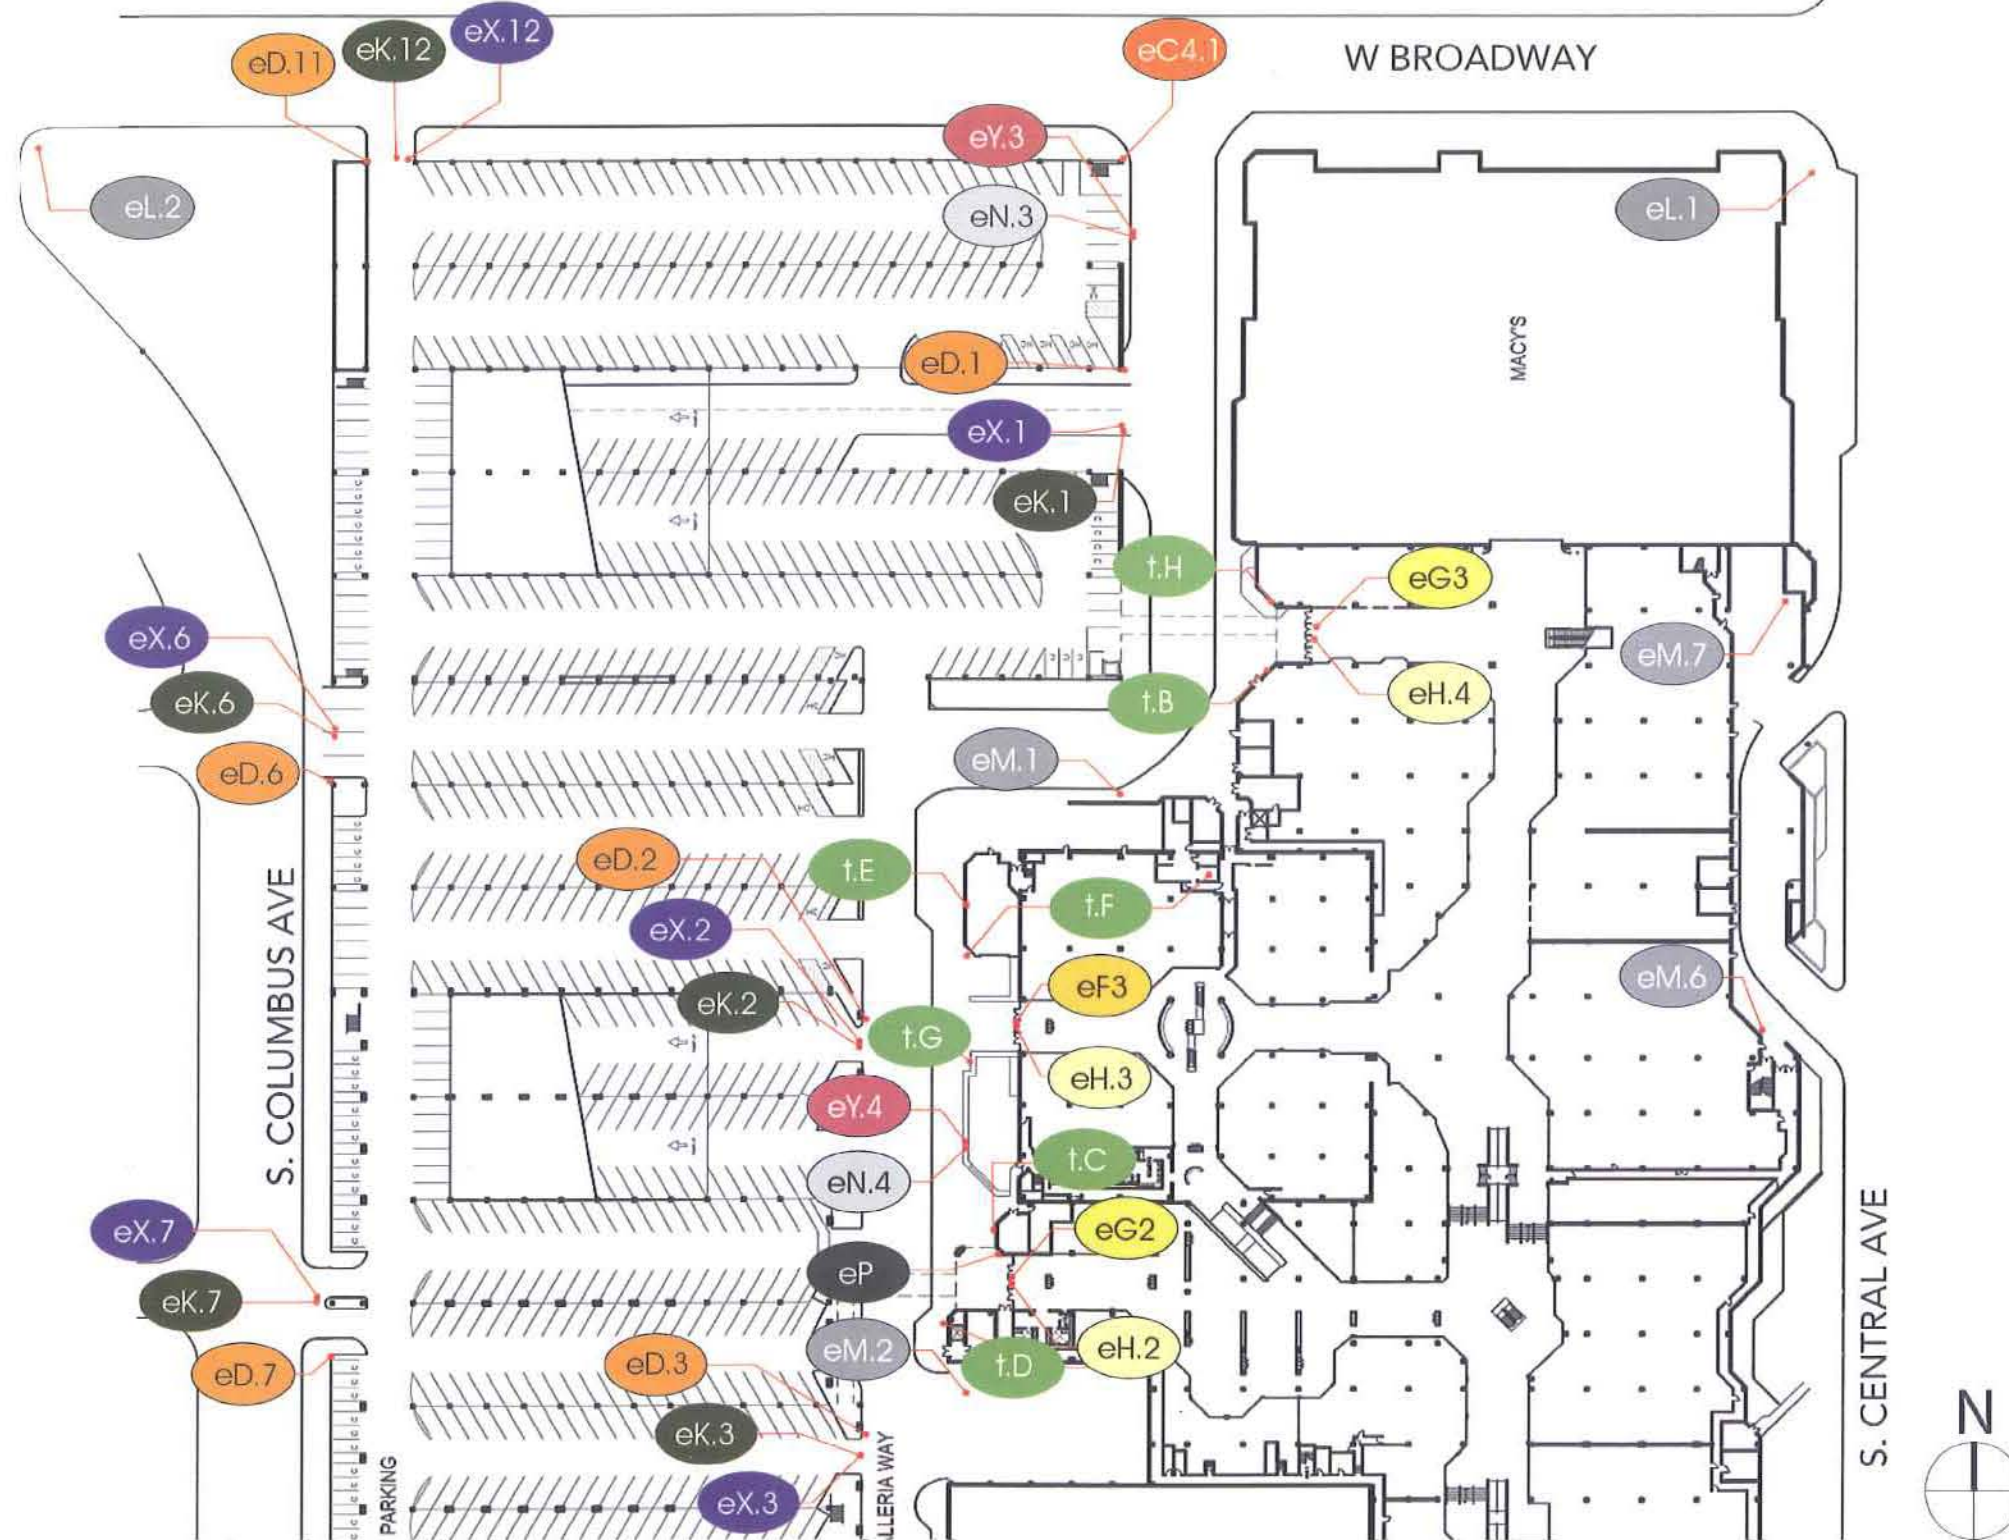 eX.12
eK.12
eD.11
eC4.1
W BROADWAY
eY.3
eL.2
eN.3
eL.1
MACY'S
eD.1
eX.1
eK.1
t.H
eG3
eX.6
eM.7
eK.6
t.B
eH.4
eM.1
eD.6
eD.2
t.E
t.F
eX.2
eM.6
eF3
eK.2
S. COLUMBUS AVE
t.G
eH.3
eY.4
t.C
eN.4
eX.7
eG2
eP
S. CENTRAL AVE
eK.7
eM.2
eH.2
t.D
eD.3
eD.7
N
eK.3
PARKING
LLERIA WAY
eX.3